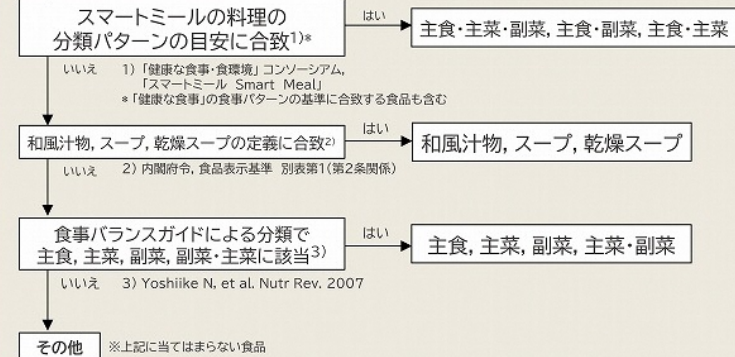 スマートミールの料理の
分類パターンの目安に合致1)*
はい
主食・主菜・副菜, 主食・副菜, 主食・主菜
いいえ
1)「健康な食事・食環境」コンソーシアム,
「スマートミール Smart Meal」
*「健康な食事」の食事パターンの基準に合致する食品も含む
和風汁物, スープ, 乾燥スープの定義に合致2)
はい
和風汁物, スープ, 乾燥スープ
いいえ
2) 内閣府令, 食品表示基準 別表第1(第2条関係)
食事バランスガイドによる分類で
主食, 主菜, 副菜, 副菜・主菜に該当3)
はい
主食, 主菜, 副菜, 主菜・副菜
いいえ
3) Yoshiike N, et al. Nutr Rev. 2007
その他
※上記に当てはまらない食品